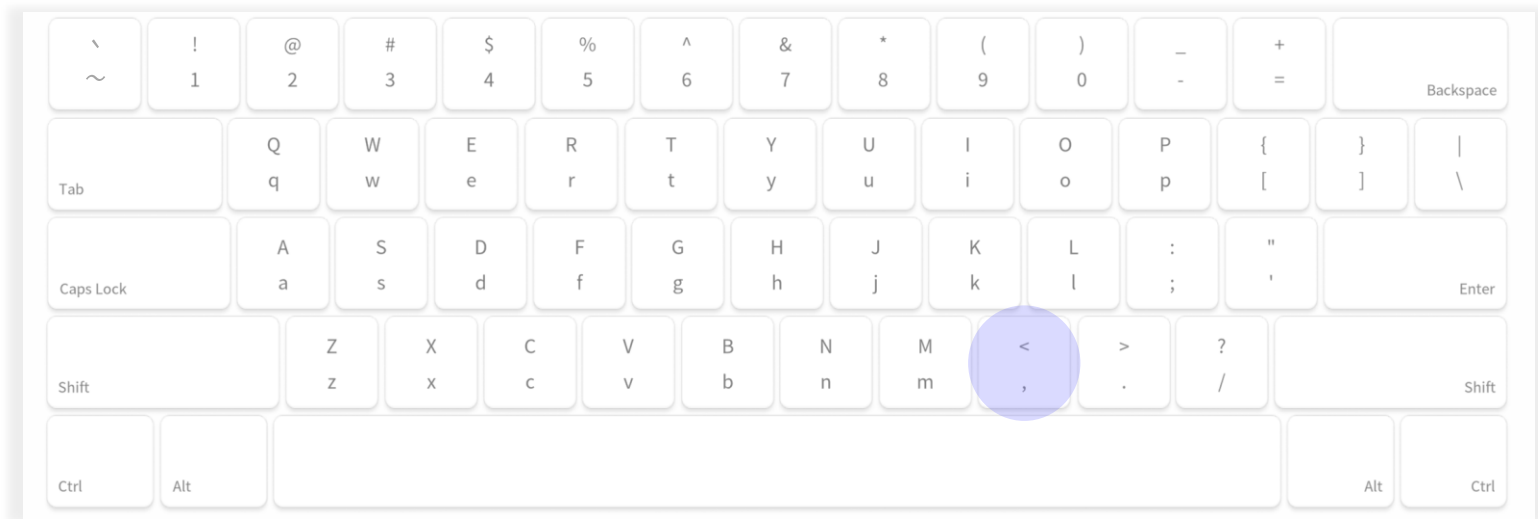 、 ! @ # $ % ^ & * ( ) _ +
～ 1 2 3 4 5 6 7 8 9 0 - = Backspace
Q W E R T Y U I O P { } |
Tab q w e r t y u i o p [ ] \
A S D F G H J K L : "
Caps Lock a s d f g h j k l ; ' Enter
Z X C V B N M < > ?
Shift z x c v b n m , . / Shift
Ctrl Alt Alt Ctrl